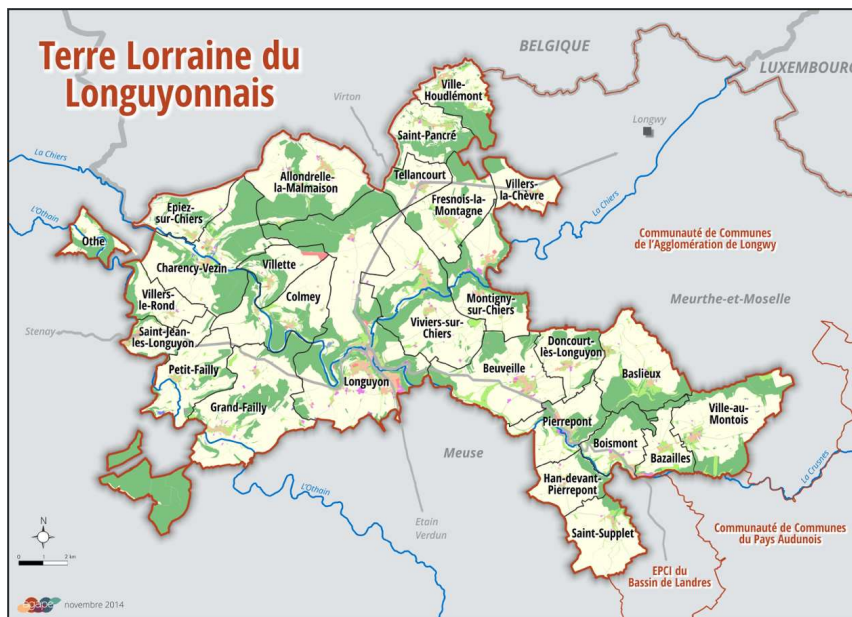 Terre Lorraine du
Longuyonnais
BELGIQUE
LUXEMBOURG
Virton
Longwy
Ville-
Houdlémont
Saint-Pancré
Tellancourt
Villers-
la-Chèvre
Fresnois-la-
Montagne
Allondrelle-
la-Malmaison
La Chiers
L'Othain
Epiez-
sur-Chiers
Othe
Charency-Vezin
Villette
Colmey
La Chiers
Communauté de Communes
de l'Agglomération de Longwy
Villers-
le-Rond
Montigny-
sur-Chiers
Meurthe-et-Moselle
Stenay
Saint-Jean-
les-Longuyon
Viviers-sur-
Chiers
Doncourt-
lès-Longuyon
Petit-Failly
Longuyon
Beuveille
Baslieux
Grand-Failly
Pierrepont
Ville-au-
Montois
Boismont
Bazailles
Meuse
La Crusnes
Han-devant-
Pierrepont
L'Othain
Saint-Supplet
Etain
Verdun
Communauté de Communes
du Pays Audunois
EPCI du
Bassin de Landres
N
0 1 2 km
agape novembre 2014